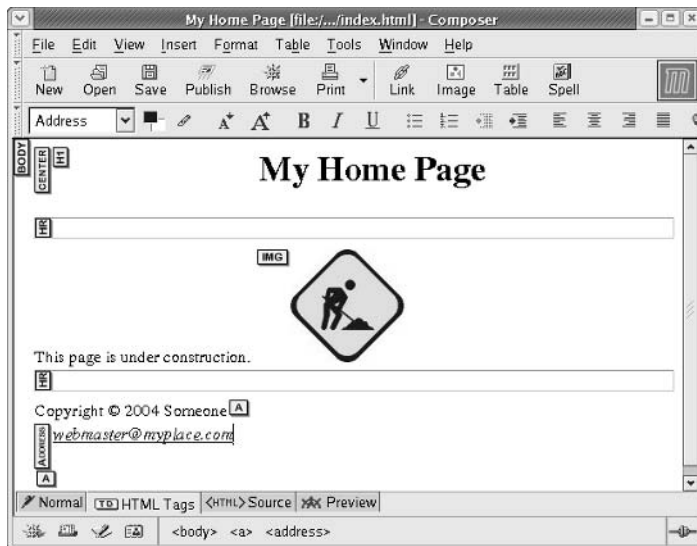 My Home Page [file:/.../index.html] - Composer
File Edit View Insert Format Table Tools Window Help
New Open Save Publish Browse Print Link Image Table Spell
Address A A B I U
BODY CENTER H1 My Home Page
HR
IMG
This page is under construction.
HR
Copyright © 2004 Someone A
ADDRESS webmaster@myplace.com
A
Normal TD HTML Tags <HTML> Source Preview
<body> <a> <address>